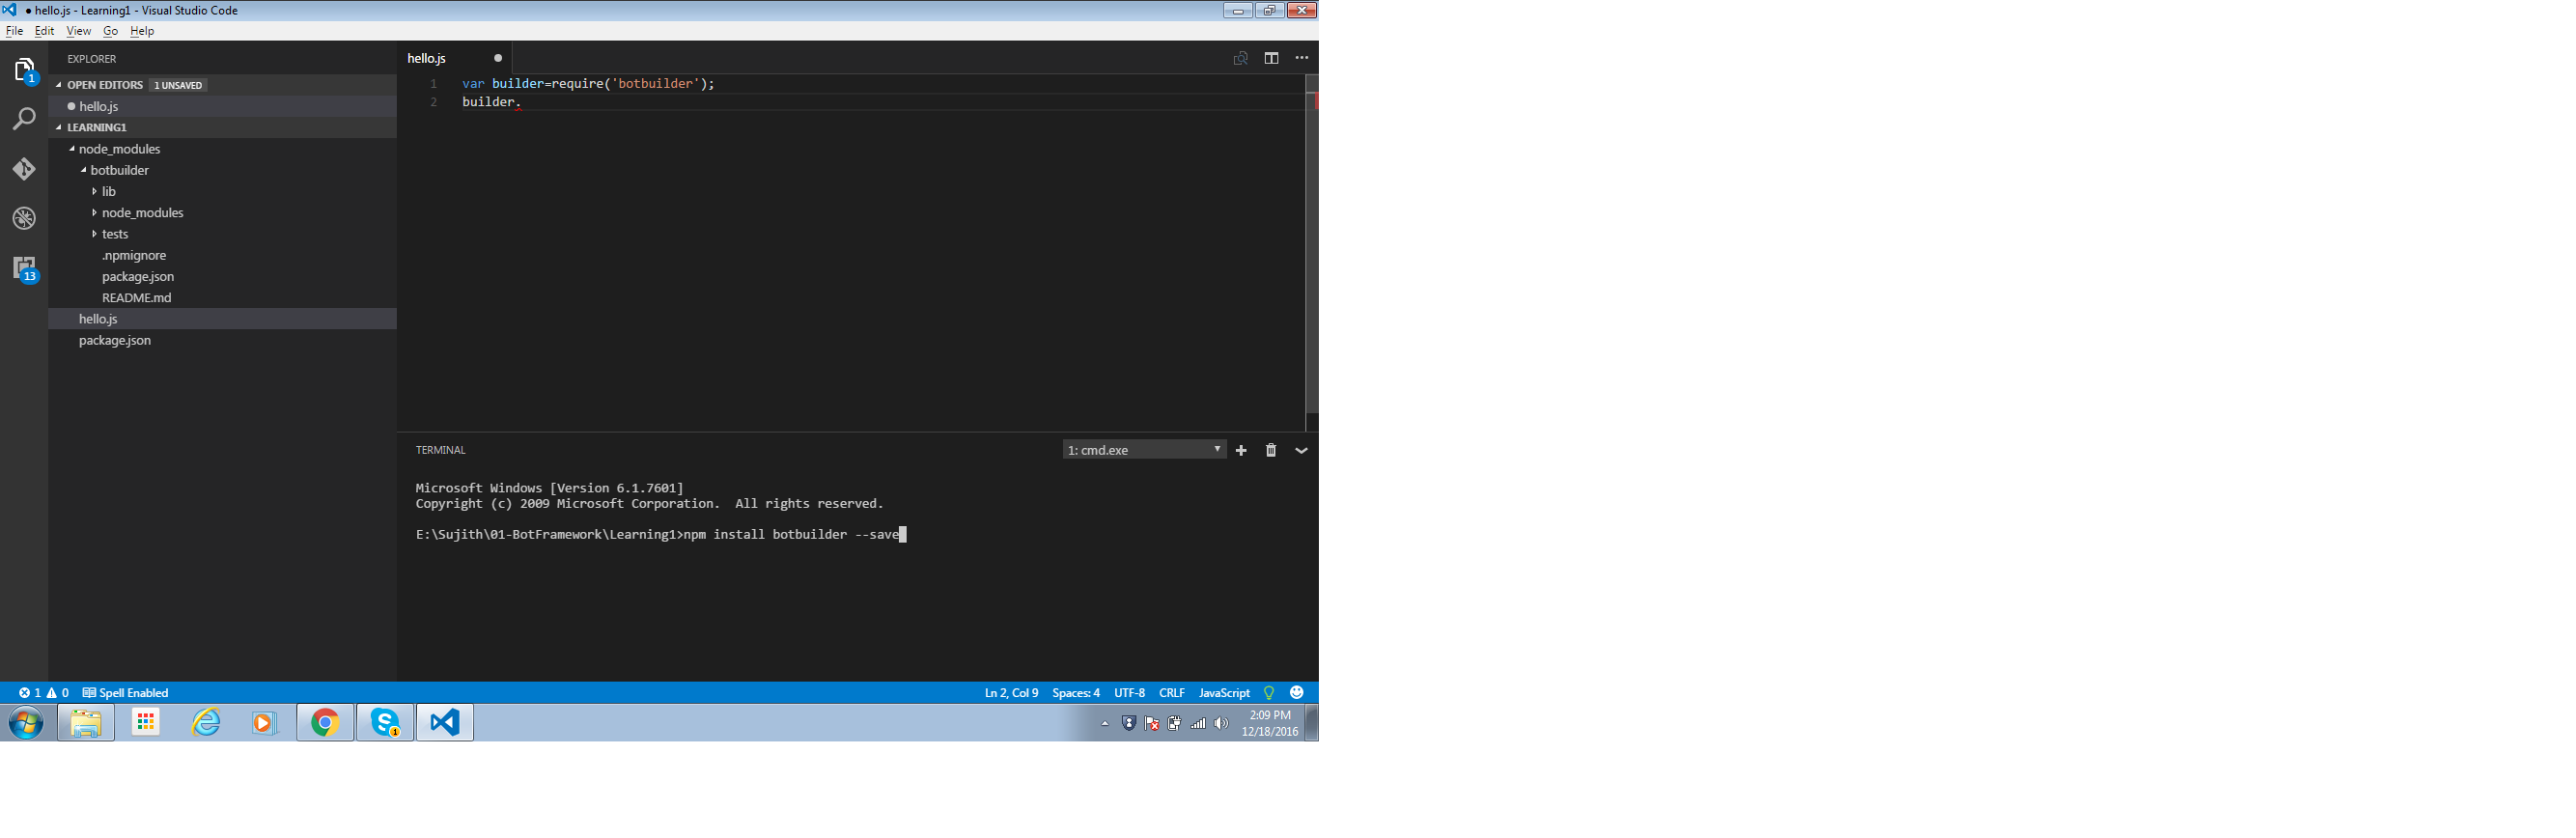 ● hello.js - Learning1 - Visual Studio Code
File Edit View Go Help
EXPLORER
OPEN EDITORS 1 UNSAVED
hello.js
LEARNING1
node_modules
botbuilder
lib
node_modules
tests
.npmignore
package.json
README.md
hello.js
package.json
1
13
hello.js
1 var builder=require('botbuilder');
2 builder.
TERMINAL
1: cmd.exe
Microsoft Windows [Version 6.1.7601]
Copyright (c) 2009 Microsoft Corporation.  All rights reserved.
E:\Sujith\01-BotFramework\Learning1>npm install botbuilder --save
1 0 Spell Enabled
Ln 2, Col 9 Spaces: 4 UTF-8 CRLF JavaScript
1
2:09 PM
12/18/2016